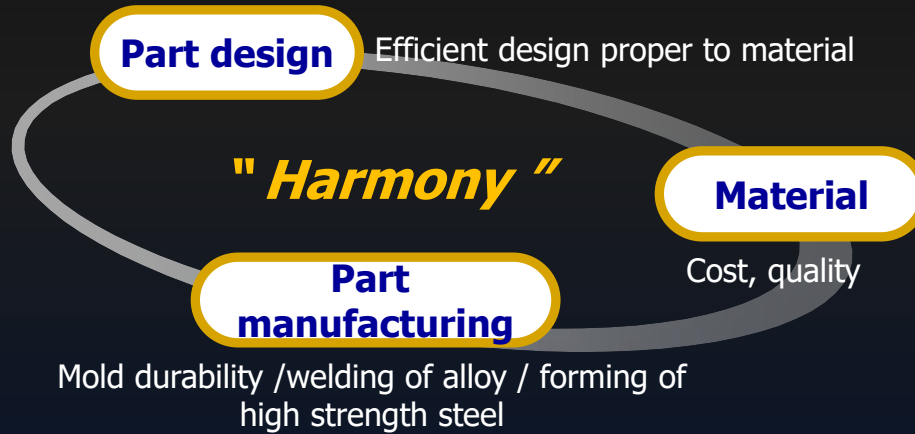 Part design
Efficient design proper to material
“ Harmony ”
Material
Cost, quality
Part
manufacturing
Mold durability /welding of alloy / forming of
high strength steel